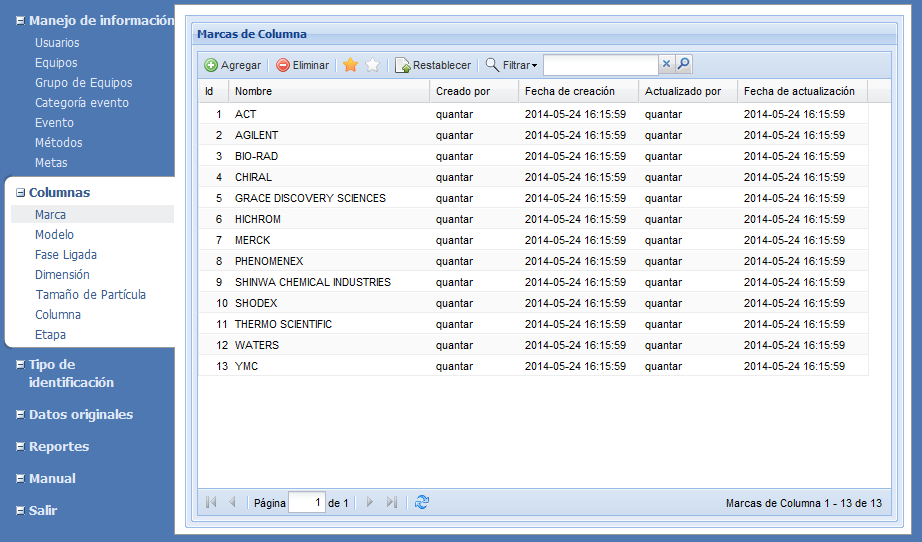 Manejo de información
Usuarios
Equipos
Grupo de Equipos
Categoría evento
Evento
Métodos
Metas
Columnas
Marca
Modelo
Fase Ligada
Dimensión
Tamaño de Partícula
Columna
Etapa
Tipo de
identificación
Datos originales
Reportes
Manual
Salir
Marcas de Columna
Agregar Eliminar Restablecer Filtrar
Id Nombre Creado por Fecha de creación Actualizado por Fecha de actualización
1 ACT quantar 2014-05-24 16:15:59 quantar 2014-05-24 16:15:59
2 AGILENT quantar 2014-05-24 16:15:59 quantar 2014-05-24 16:15:59
3 BIO-RAD quantar 2014-05-24 16:15:59 quantar 2014-05-24 16:15:59
4 CHIRAL quantar 2014-05-24 16:15:59 quantar 2014-05-24 16:15:59
5 GRACE DISCOVERY SCIENCES quantar 2014-05-24 16:15:59 quantar 2014-05-24 16:15:59
6 HICHROM quantar 2014-05-24 16:15:59 quantar 2014-05-24 16:15:59
7 MERCK quantar 2014-05-24 16:15:59 quantar 2014-05-24 16:15:59
8 PHENOMENEX quantar 2014-05-24 16:15:59 quantar 2014-05-24 16:15:59
9 SHINWA CHEMICAL INDUSTRIES quantar 2014-05-24 16:15:59 quantar 2014-05-24 16:15:59
10 SHODEX quantar 2014-05-24 16:15:59 quantar 2014-05-24 16:15:59
11 THERMO SCIENTIFIC quantar 2014-05-24 16:15:59 quantar 2014-05-24 16:15:59
12 WATERS quantar 2014-05-24 16:15:59 quantar 2014-05-24 16:15:59
13 YMC quantar 2014-05-24 16:15:59 quantar 2014-05-24 16:15:59
Página 1 de 1 Marcas de Columna 1 - 13 de 13